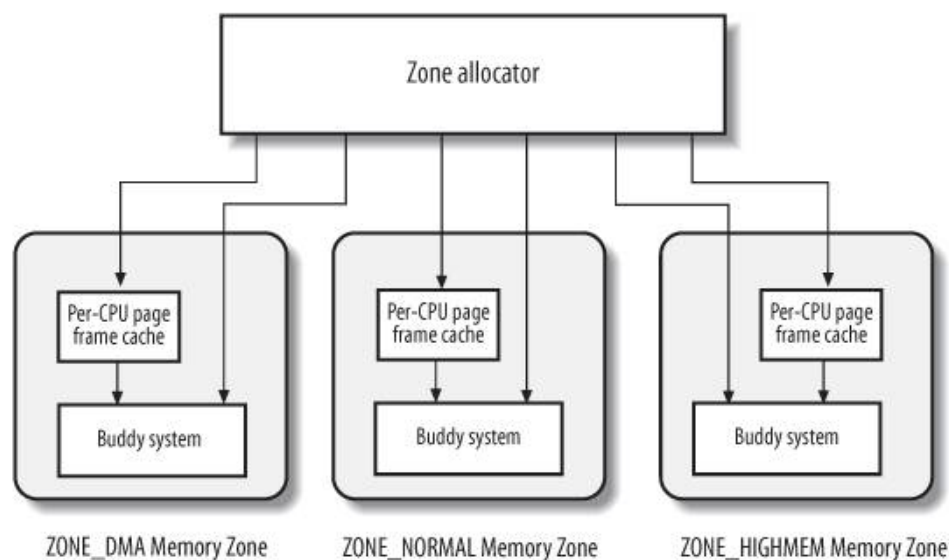 Zone allocator
Per-CPU page
frame cache
Per-CPU page
frame cache
Per-CPU page
frame cache
Buddy system
Buddy system
Buddy system
ZONE_DMA Memory Zone
ZONE_NORMAL Memory Zone
ZONE_HIGHMEM Memory Zone